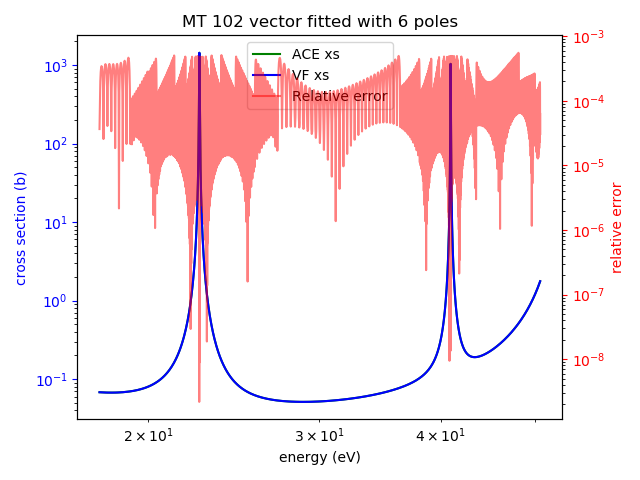 MT 102 vector fitted with 6 poles
ACE xs
VF xs
Relative error
10³
10²
10¹
10⁰
10⁻¹
cross section (b)
10⁻³
10⁻⁴
10⁻⁵
10⁻⁶
10⁻⁷
10⁻⁸
relative error
2 × 10¹
3 × 10¹
4 × 10¹
energy (eV)